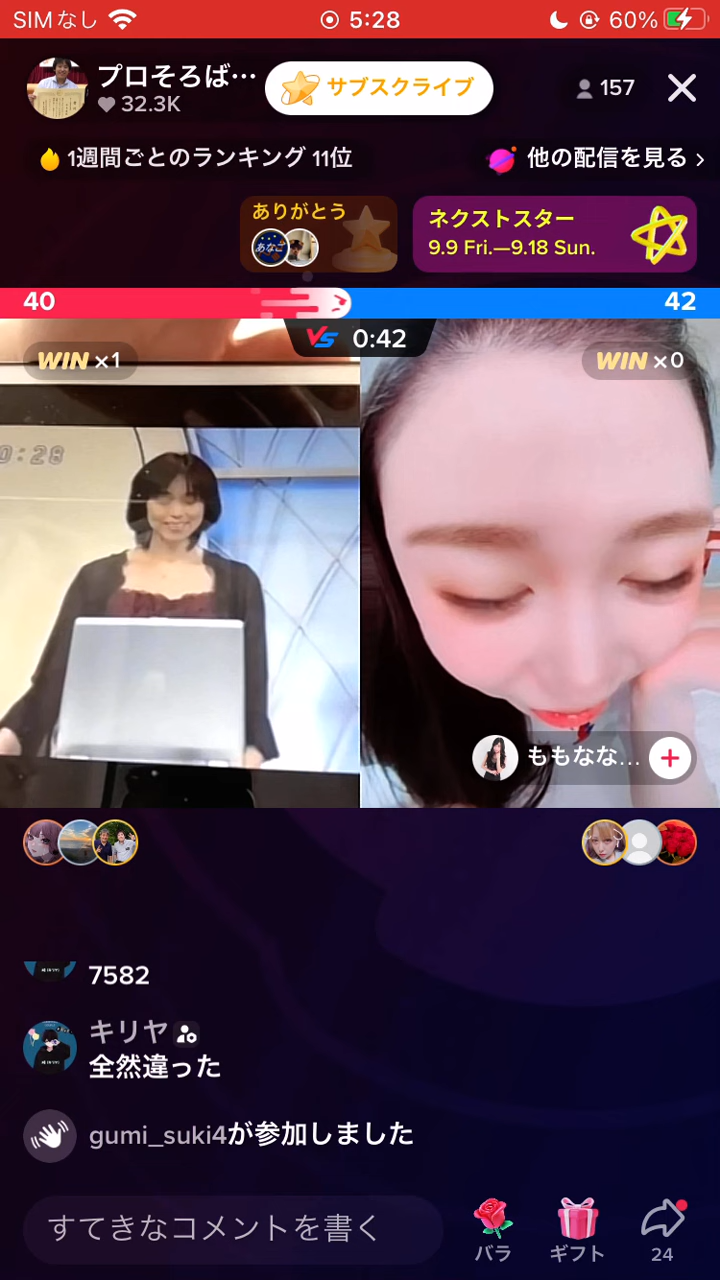 SIMなし 5:28 60%
プロそろば… サブスクライブ 157
32.3K
1週間ごとのランキング 11位 他の配信を見る
ありがとう
あなご
ネクストスター
9.9 Fri.—9.18 Sun.
40 42
VS 0:42
WIN ×1 WIN ×0
0:28
ももなな…
7582
キリヤ
全然違った
gumi_suki4が参加しました
すてきなコメントを書く バラ ギフト 24